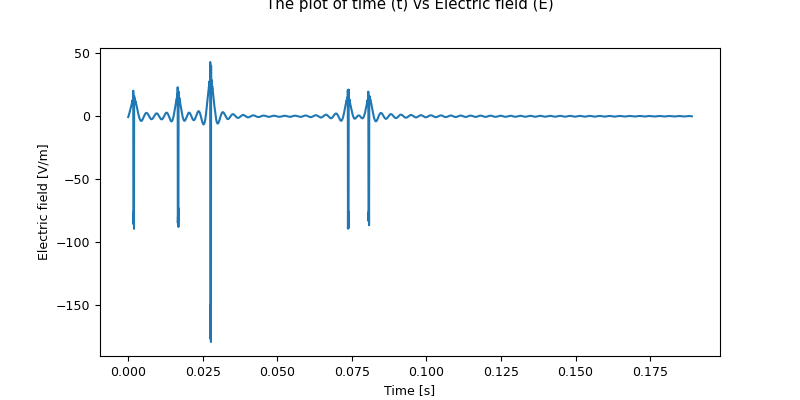 The plot of time (t) vs Electric field (E)
50
0
−50
−100
−150
Electric field [V/m]
0.000 0.025 0.050 0.075 0.100 0.125 0.150 0.175
Time [s]